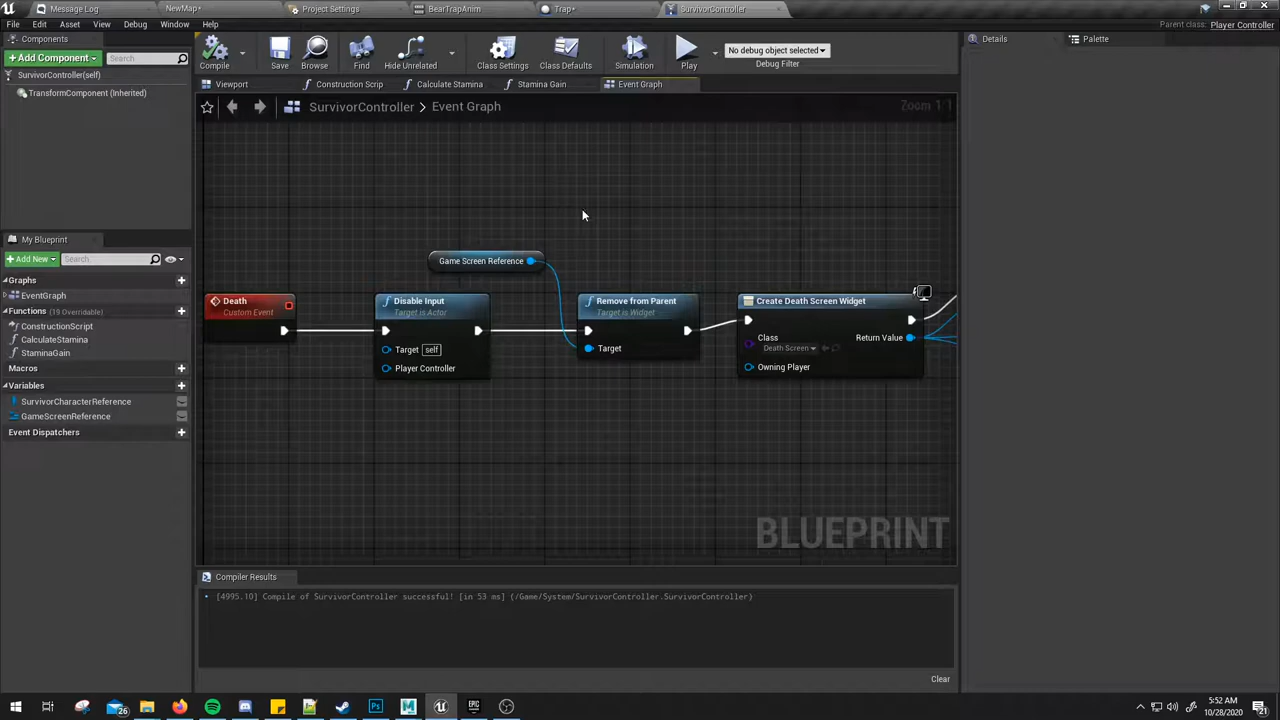 Message Log
NewMap*
Project Settings
BearTrapAnim
Trap*
SurvivorController
File Edit Asset View Debug Window Help
Parent class: Player Controller
Components
+ Add Component
Search
SurvivorController(self)
TransformComponent (Inherited)
Compile
Save
Browse
Find
Hide Unrelated
Class Settings
Class Defaults
Simulation
Play
No debug object selected
Debug Filter
Details
Palette
Viewport
Construction Scrip
Calculate Stamina
Stamina Gain
Event Graph
SurvivorController > Event Graph
Zoom 1:1
My Blueprint
+ Add New
Search
Graphs
EventGraph
Functions (19 Overridable)
ConstructionScript
CalculateStamina
StaminaGain
Macros
Variables
SurvivorCharacterReference
GameScreenReference
Event Dispatchers
Game Screen Reference
Death
Custom Event
Disable Input
Target is Actor
Target self
Player Controller
Remove from Parent
Target is Widget
Target
Create Death Screen Widget
Class
Death Screen
Return Value
Owning Player
BLUEPRINT
Compiler Results
[4995.10] Compile of SurvivorController successful! [in 53 ms] (/Game/System/SurvivorController.SurvivorController)
Clear
26
5:52 AM
10/28/2020
21